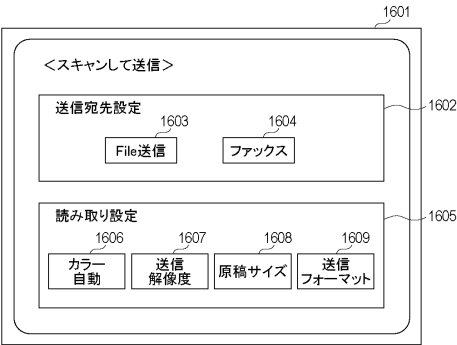 1601
<スキャンして送信>
送信宛先設定
1602
1603
1604
File送信
ファックス
読み取り設定
1605
1606
1607
1608
1609
カラー
自動
送信
解像度
原稿サイズ
送信
フォーマット